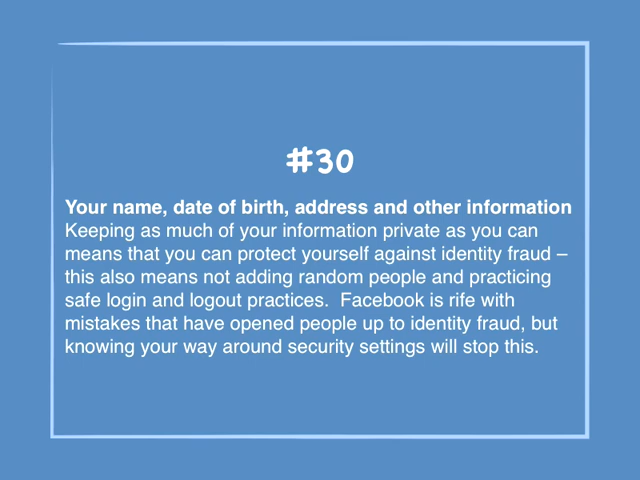 #30
Your name, date of birth, address and other information
Keeping as much of your information private as you can
means that you can protect yourself against identity fraud –
this also means not adding random people and practicing
safe login and logout practices.  Facebook is rife with
mistakes that have opened people up to identity fraud, but
knowing your way around security settings will stop this.